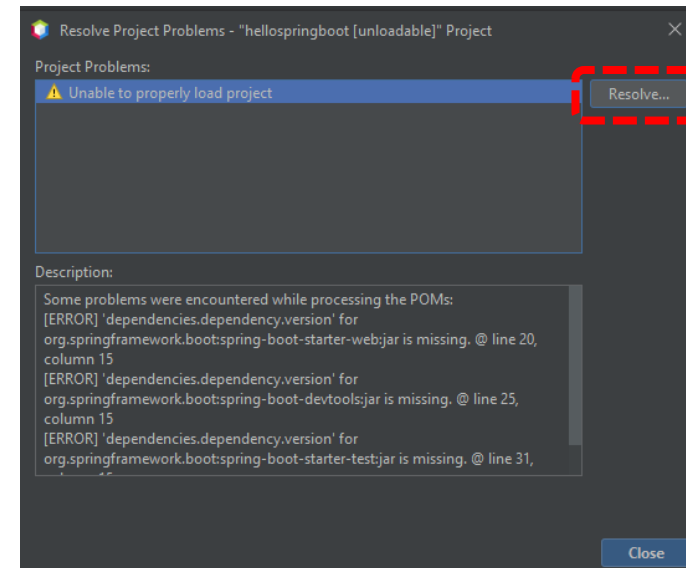 Resolve Project Problems - "hellospringboot [unloadable]" Project
Project Problems:
Unable to properly load project
Resolve...
Description:
Some problems were encountered while processing the POMs:
[ERROR] 'dependencies.dependency.version' for
org.springframework.boot:spring-boot-starter-web:jar is missing. @ line 20,
column 15
[ERROR] 'dependencies.dependency.version' for
org.springframework.boot:spring-boot-devtools:jar is missing. @ line 25,
column 15
[ERROR] 'dependencies.dependency.version' for
org.springframework.boot:spring-boot-starter-test:jar is missing. @ line 31,
Close